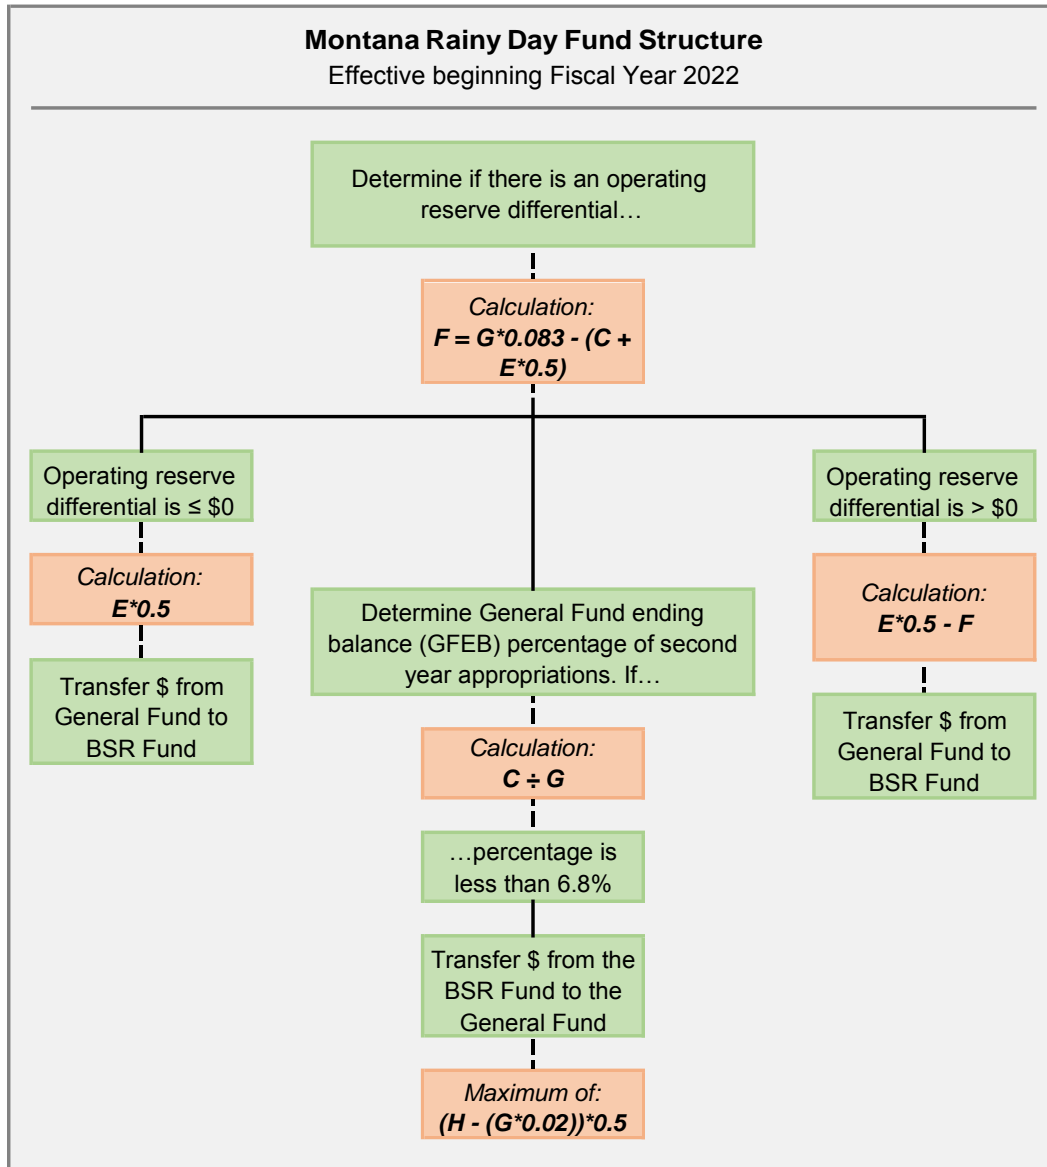 Montana Rainy Day Fund Structure
Effective beginning Fiscal Year 2022
Determine if there is an operating
reserve differential…
Calculation:
F = G*0.083 - (C +
E*0.5)
Operating reserve
differential is ≤ $0
Calculation:
E*0.5
Transfer $ from
General Fund to
BSR Fund
Determine General Fund ending
balance (GFEB) percentage of second
year appropriations. If…
Calculation:
C ÷ G
…percentage is
less than 6.8%
Transfer $ from the
BSR Fund to the
General Fund
Maximum of:
(H - (G*0.02))*0.5
Operating reserve
differential is > $0
Calculation:
E*0.5 - F
Transfer $ from
General Fund to
BSR Fund